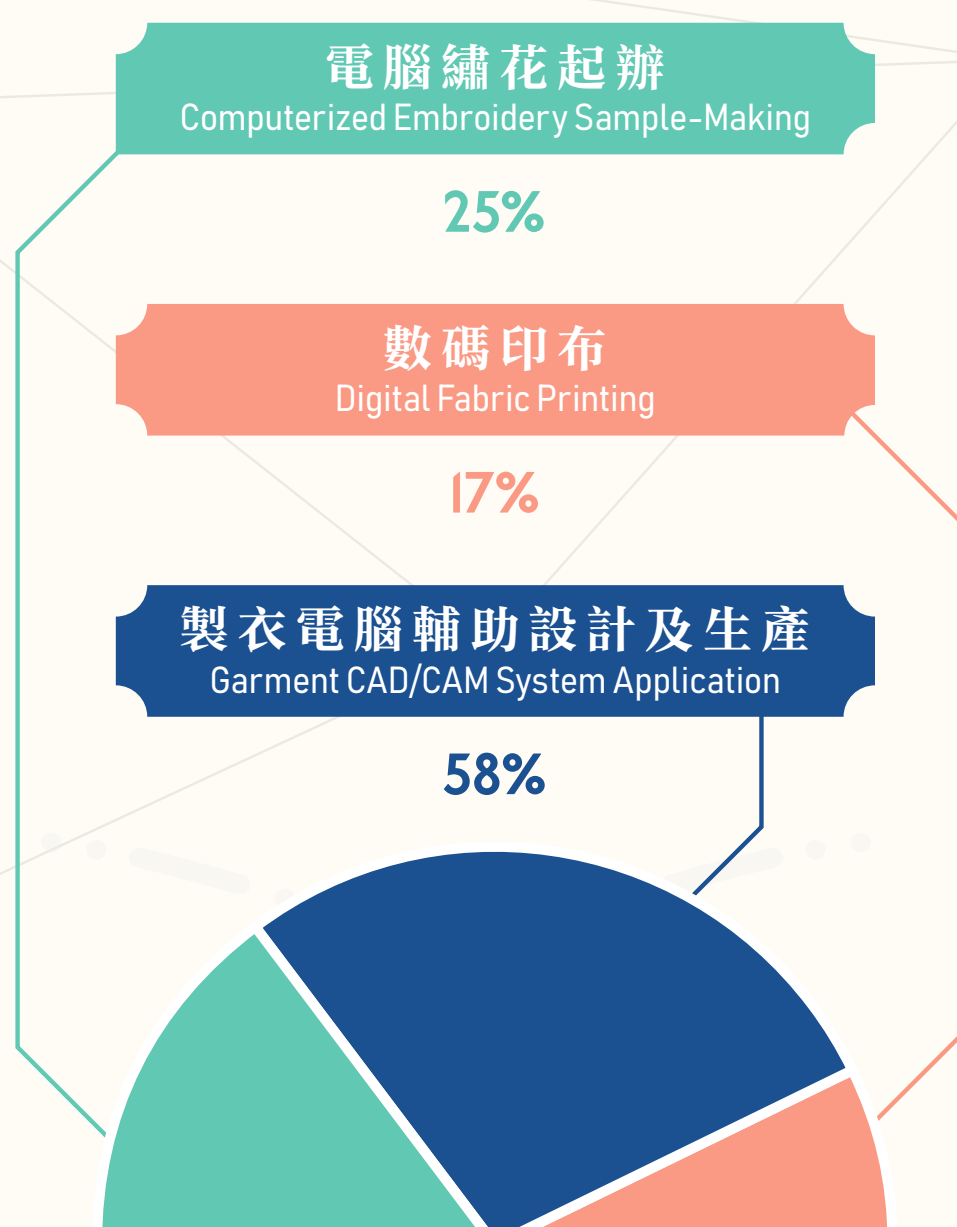 電腦繡花起辦
Computerized Embroidery Sample-Making
25%
數碼印布
Digital Fabric Printing
17%
製衣電腦輔助設計及生產
Garment CAD/CAM System Application
58%